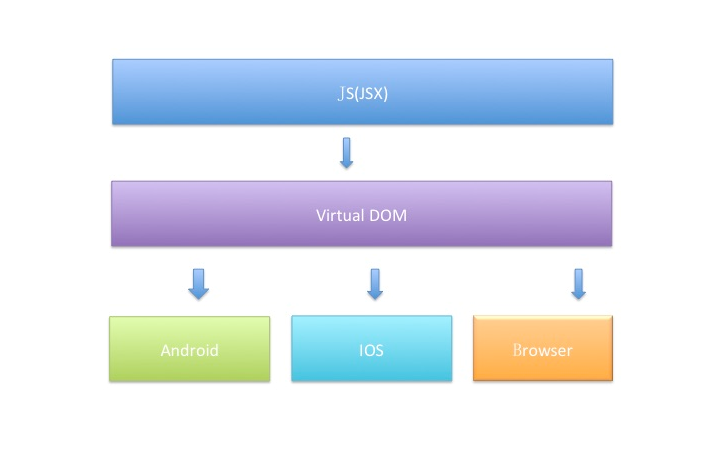 JS(JSX)
Virtual DOM
Android
IOS
Browser